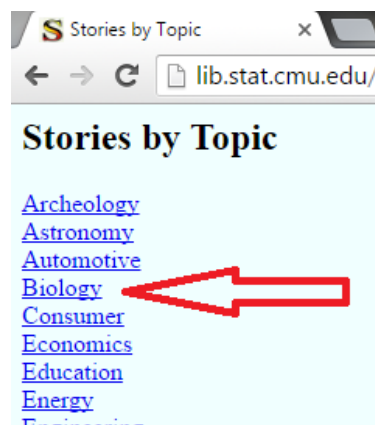 Stories by Topic
lib.stat.cmu.edu/
Stories by Topic
Archeology
Astronomy
Automotive
Biology
Consumer
Economics
Education
Energy